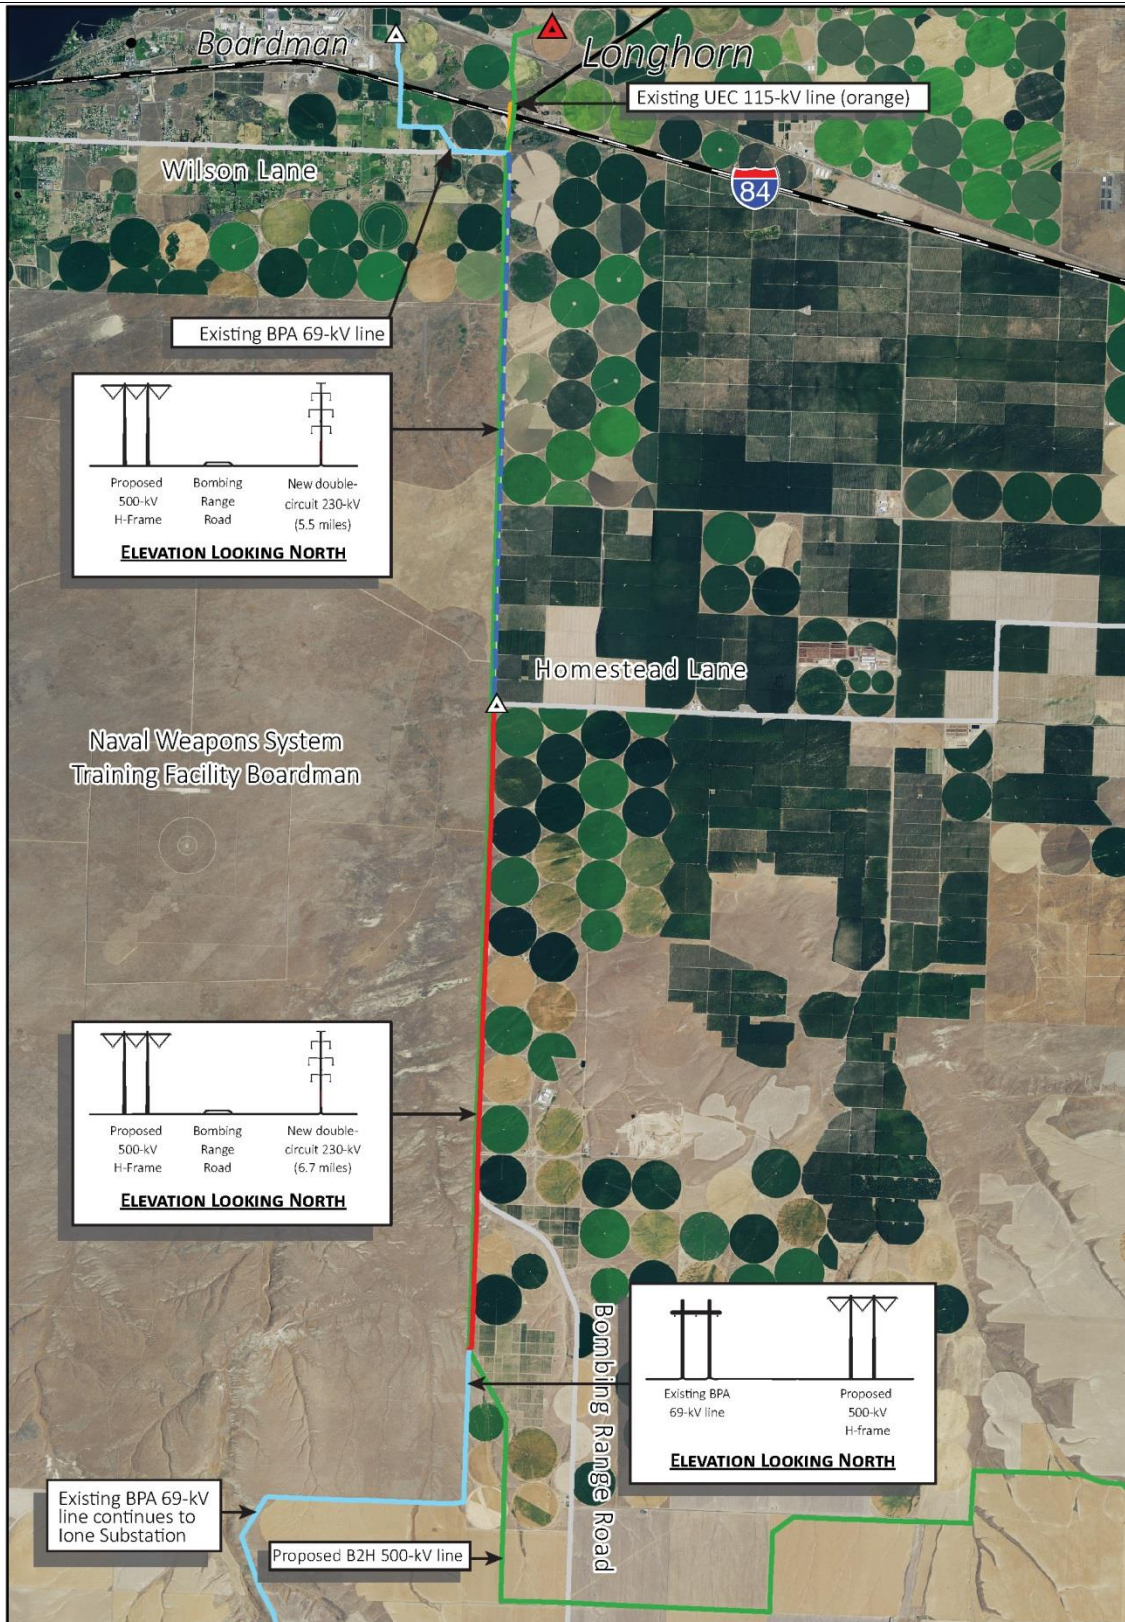 Boardman
Longhorn
Existing UEC 115-kV line (orange)
Wilson Lane
84
Existing BPA 69-kV line
Proposed
500-kV
H-Frame
Bombing
Range
Road
New double-
circuit 230-kV
(5.5 miles)
ELEVATION LOOKING NORTH
Homestead Lane
Naval Weapons System
Training Facility Boardman
Proposed
500-kV
H-Frame
Bombing
Range
Road
New double-
circuit 230-kV
(6.7 miles)
ELEVATION LOOKING NORTH
Bombing Range Road
Existing BPA
69-kV line
Proposed
500-kV
H-frame
ELEVATION LOOKING NORTH
Existing BPA 69-kV
line continues to
Ione Substation
Proposed B2H 500-kV line